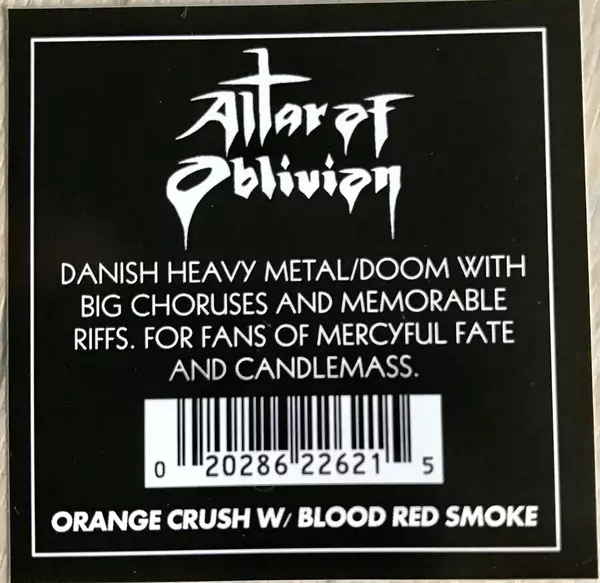 Altar of
Oblivion
DANISH HEAVY METAL/DOOM WITH
BIG CHORUSES AND MEMORABLE
RIFFS. FOR FANS OF MERCYFUL FATE
AND CANDLEMASS.
0 20286 22621 5
ORANGE CRUSH W/ BLOOD RED SMOKE